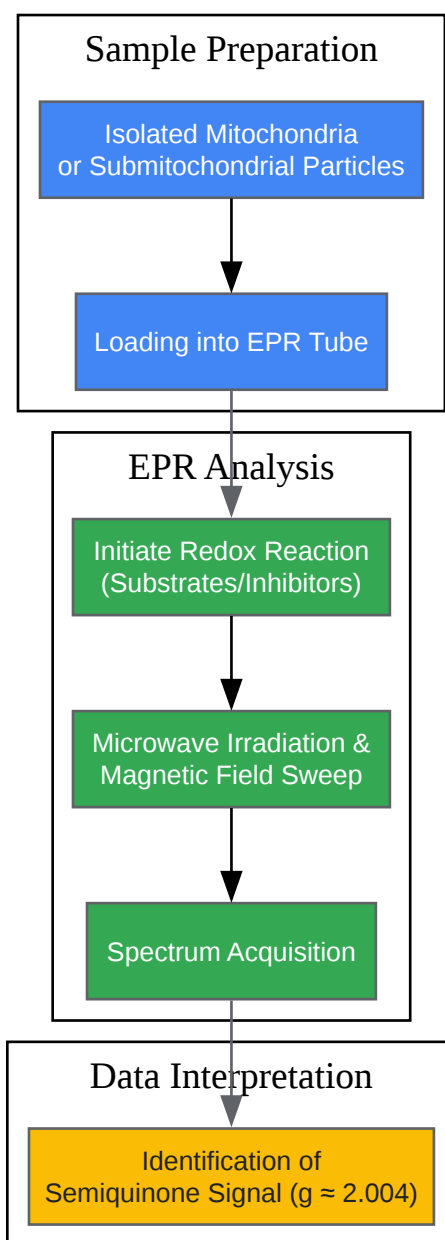 Sample Preparation
Isolated Mitochondria
or Submitochondrial Particles
Loading into EPR Tube
EPR Analysis
Initiate Redox Reaction
(Substrates/Inhibitors)
Microwave Irradiation &
Magnetic Field Sweep
Spectrum Acquisition
Data Interpretation
Identification of
Semiquinone Signal (g ≈ 2.004)